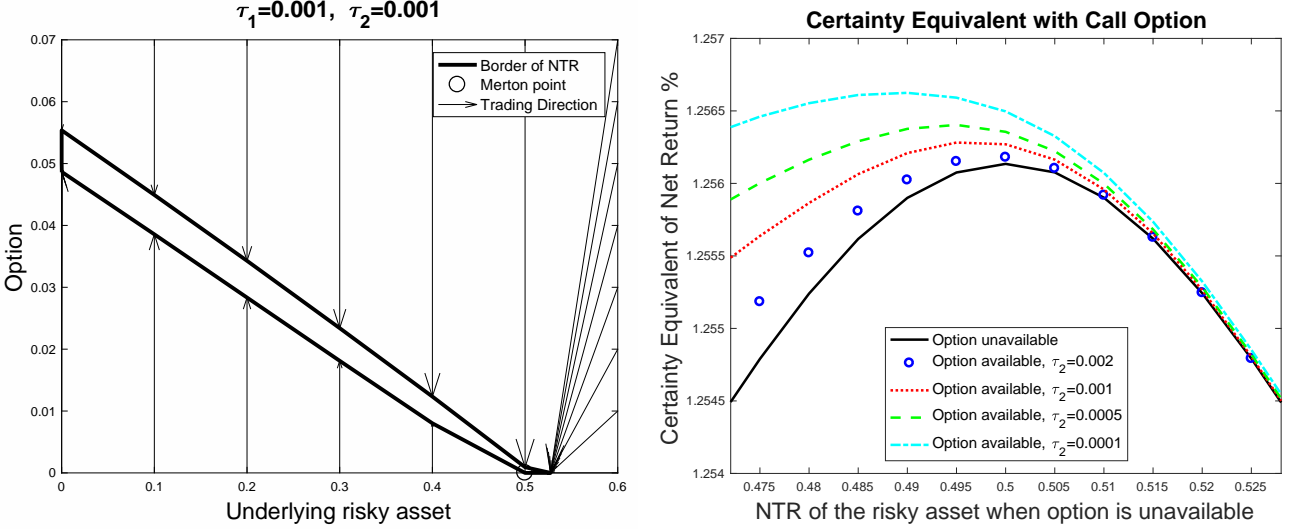 τ1=0.001, τ2=0.001
0.07
0.06
0.05
0.04
0.03
0.02
0.01
0
Option
Border of NTR
Merton point
Trading Direction
0 0.1 0.2 0.3 0.4 0.5 0.6
Underlying risky asset
Certainty Equivalent with Call Option
1.257
1.2565
1.256
1.2555
1.255
1.2545
1.254
Certainty Equivalent of Net Return %
Option unavailable
Option available, τ2=0.002
Option available, τ2=0.001
Option available, τ2=0.0005
Option available, τ2=0.0001
0.475 0.48 0.485 0.49 0.495 0.5 0.505 0.51 0.515 0.52 0.525
NTR of the risky asset when option is unavailable